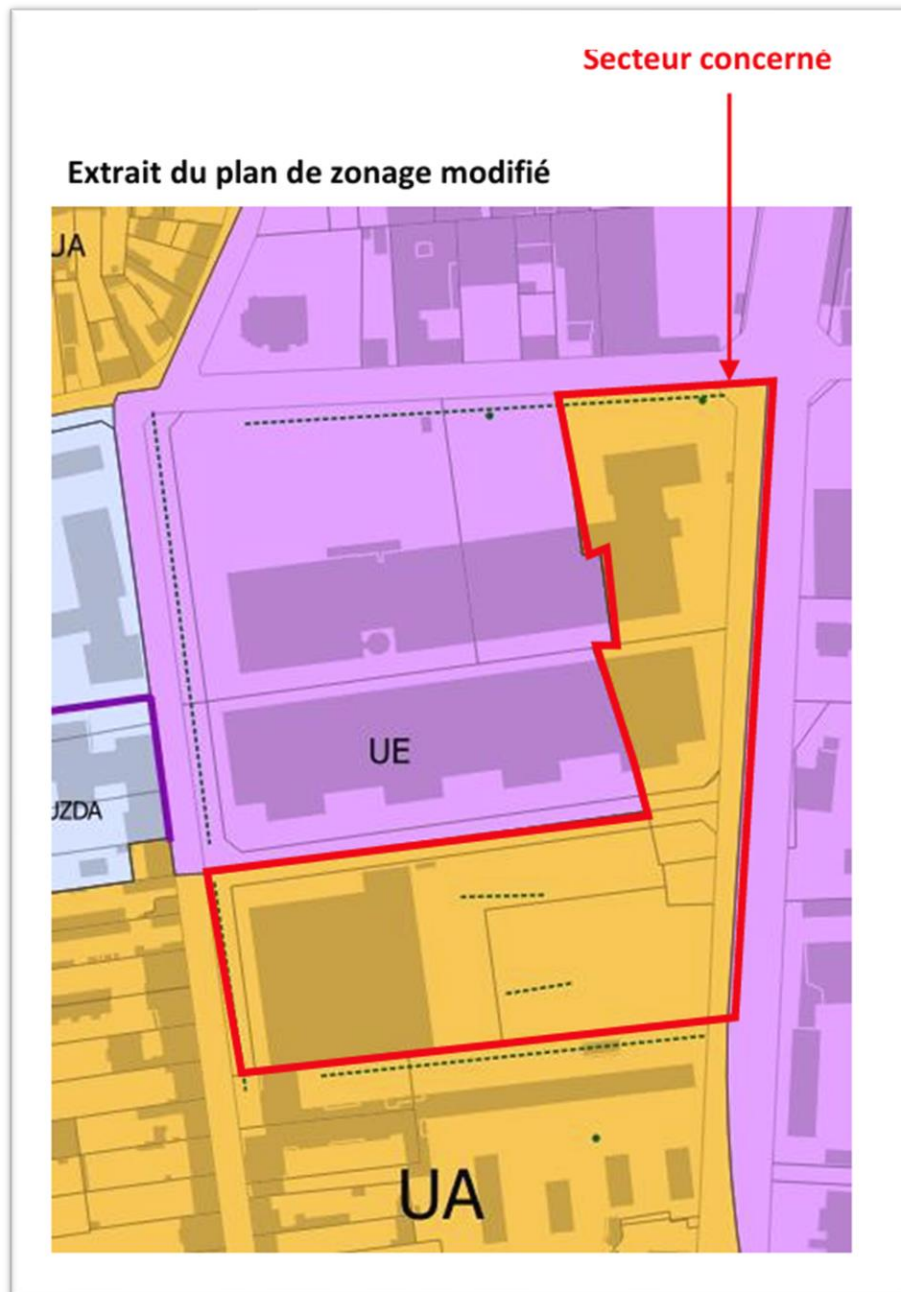 Secteur concerné
Extrait du plan de zonage modifié
UA
UE
UZDA
UA